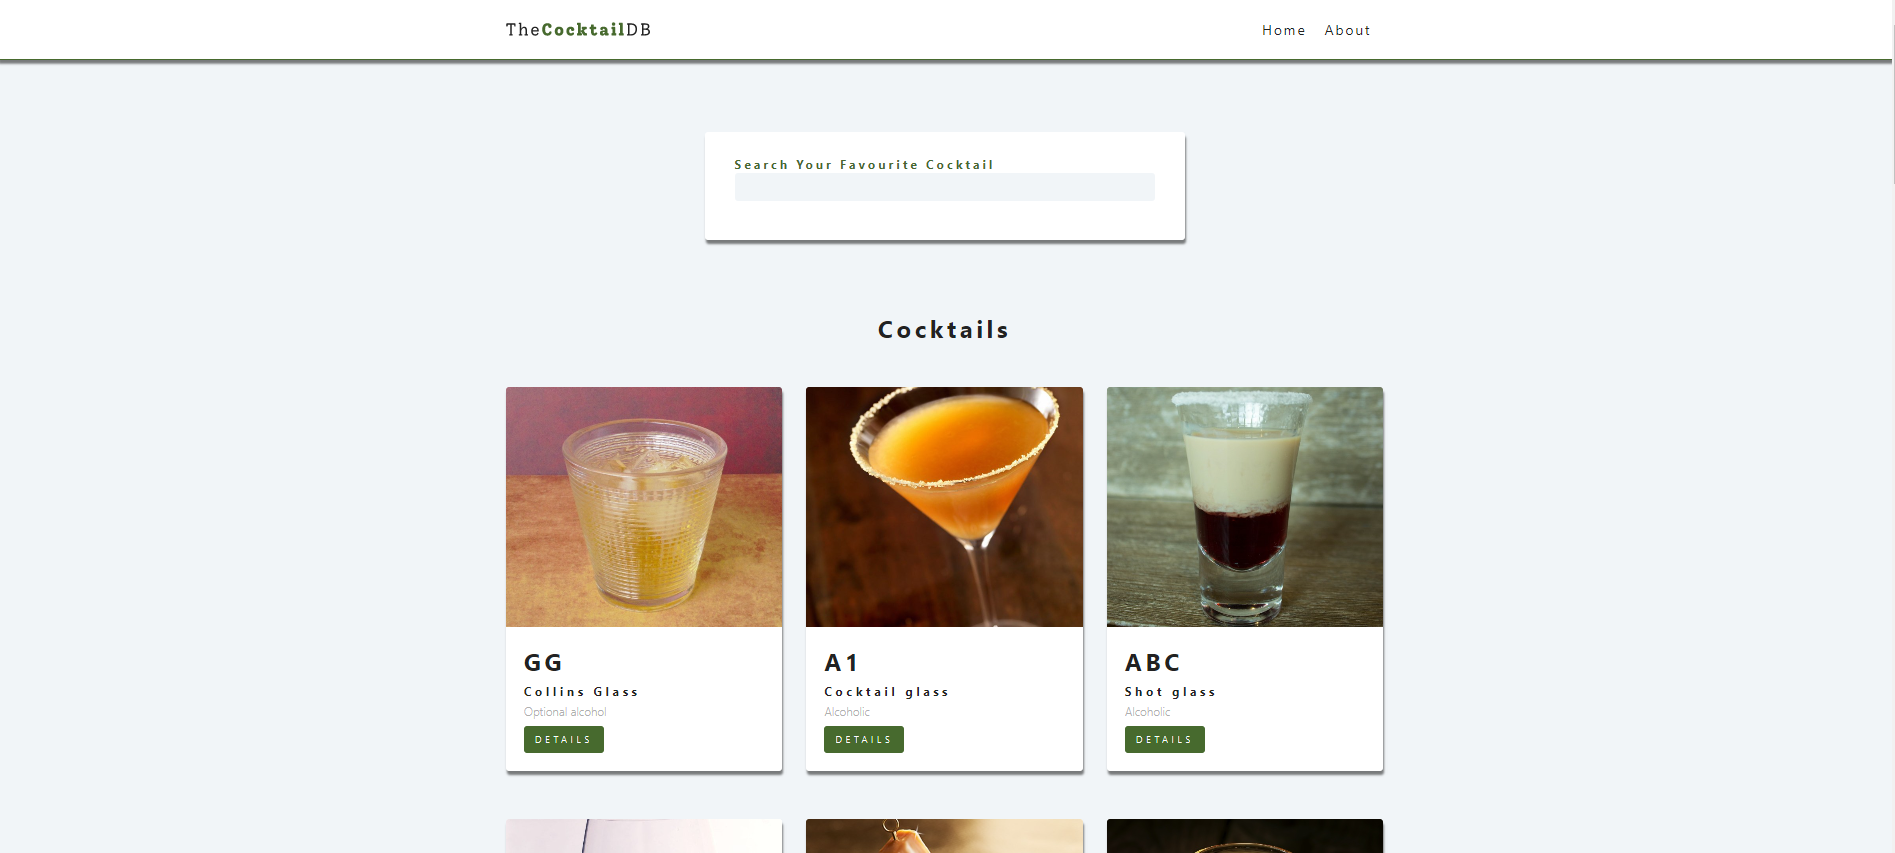 TheCocktailDB
Home About
Search Your Favourite Cocktail
Cocktails
GG
Collins Glass
Optional alcohol
DETAILS
A1
Cocktail glass
Alcoholic
DETAILS
ABC
Shot glass
Alcoholic
DETAILS